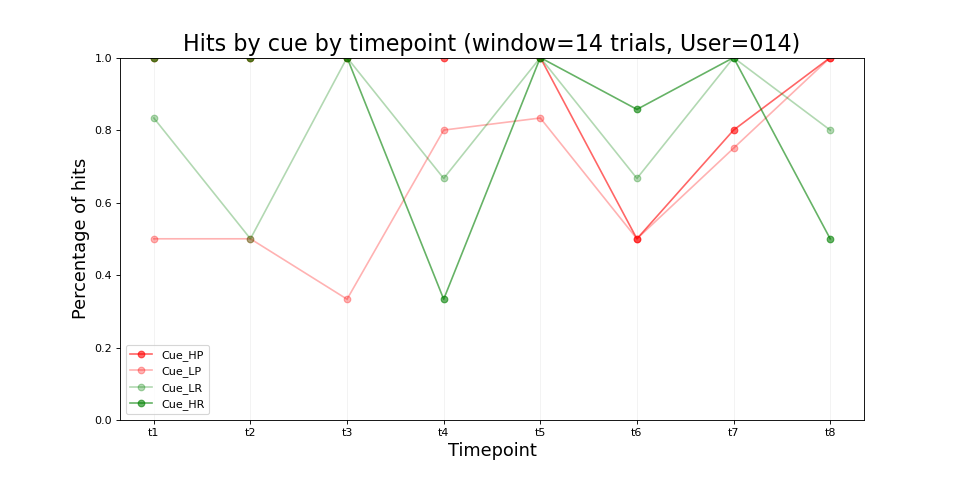 Hits by cue by timepoint (window=14 trials, User=014)
1.0
0.8
0.6
0.4
0.2
0.0
Percentage of hits
Cue_HP
Cue_LP
Cue_LR
Cue_HR
t1 t2 t3 t4 t5 t6 t7 t8
Timepoint